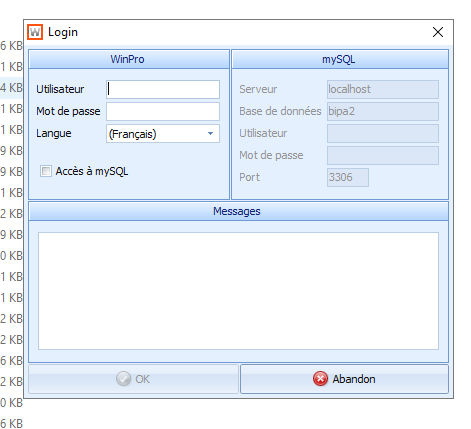 W Login
WinPro
mySQL
Utilisateur
Mot de passe
Langue (Français)
Accès à mySQL
Serveur localhost
Base de données bipa2
Utilisateur
Mot de passe
Port 3306
Messages
OK
Abandon
6 KB
1 KB
4 KB
1 KB
1 KB
9 KB
9 KB
1 KB
2 KB
9 KB
0 KB
1 KB
1 KB
2 KB
2 KB
6 KB
2 KB
0 KB
6 KB